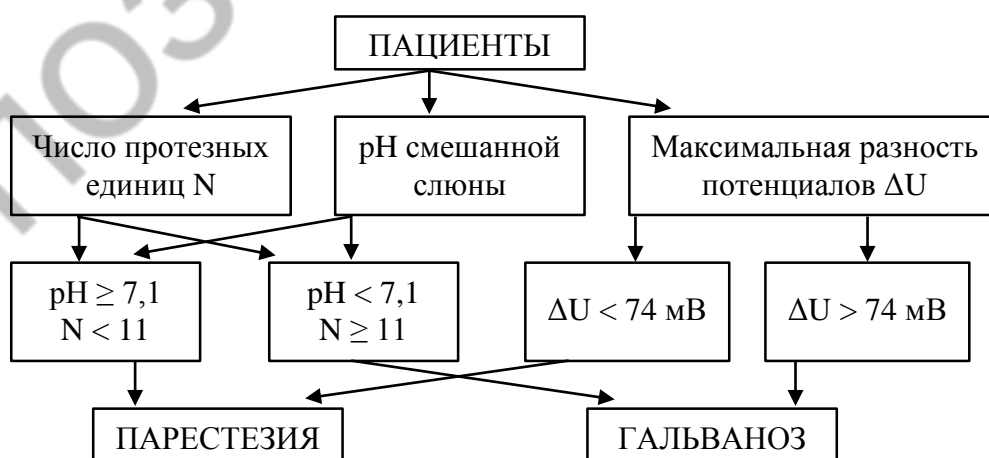 103
ПАЦИЕНТЫ
Число протезных
единиц N
pH смешанной
слюны
Максимальная разность
потенциалов ΔU
pH ≥ 7,1
N < 11
pH < 7,1
N ≥ 11
ΔU < 74 мВ
ΔU > 74 мВ
ПАРЕСТЕЗИЯ
ГАЛЬВАНОЗ